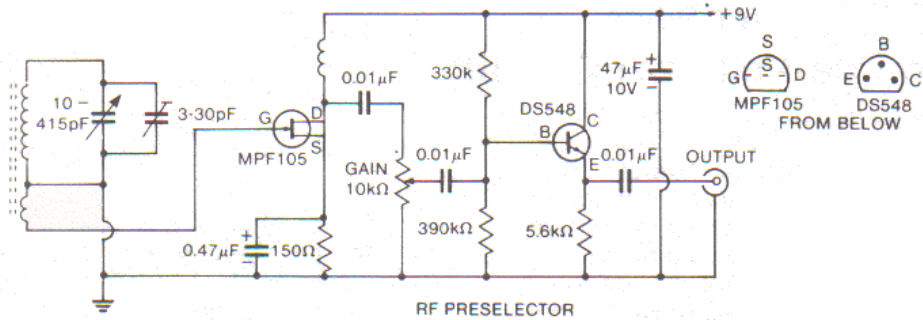 +9V
S
B
0.01µF
330k
47µF
10V
+
−
G
S
D
E
C
MPF105
DS548
FROM BELOW
10 –
415pF
3-30pF
G
D
S
MPF105
DS548
B
C
E
GAIN
10kΩ
0.01µF
0.01µF
OUTPUT
0.47µF
+
−
150Ω
390kΩ
5.6kΩ
RF PRESELECTOR